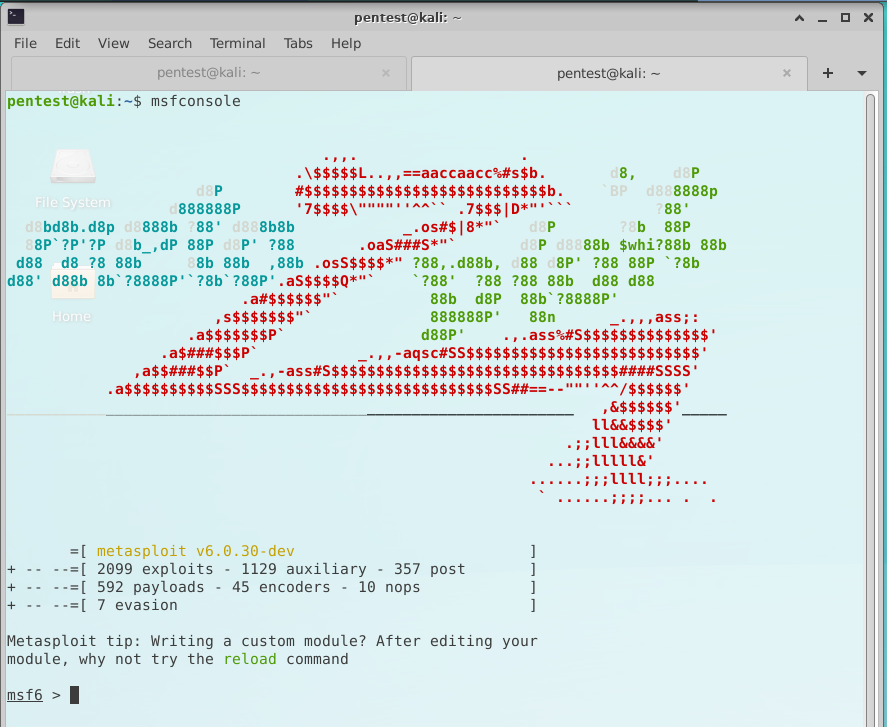 pentest@kali: ~
File Edit View Search Terminal Tabs Help
pentest@kali: ~ × pentest@kali: ~ ×
pentest@kali:~$ msfconsole
File System
Home
=[ metasploit v6.0.30-dev ]
+ -- --=[ 2099 exploits - 1129 auxiliary - 357 post ]
+ -- --=[ 592 payloads - 45 encoders - 10 nops ]
+ -- --=[ 7 evasion ]
Metasploit tip: Writing a custom module? After editing your
module, why not try the reload command
msf6 >